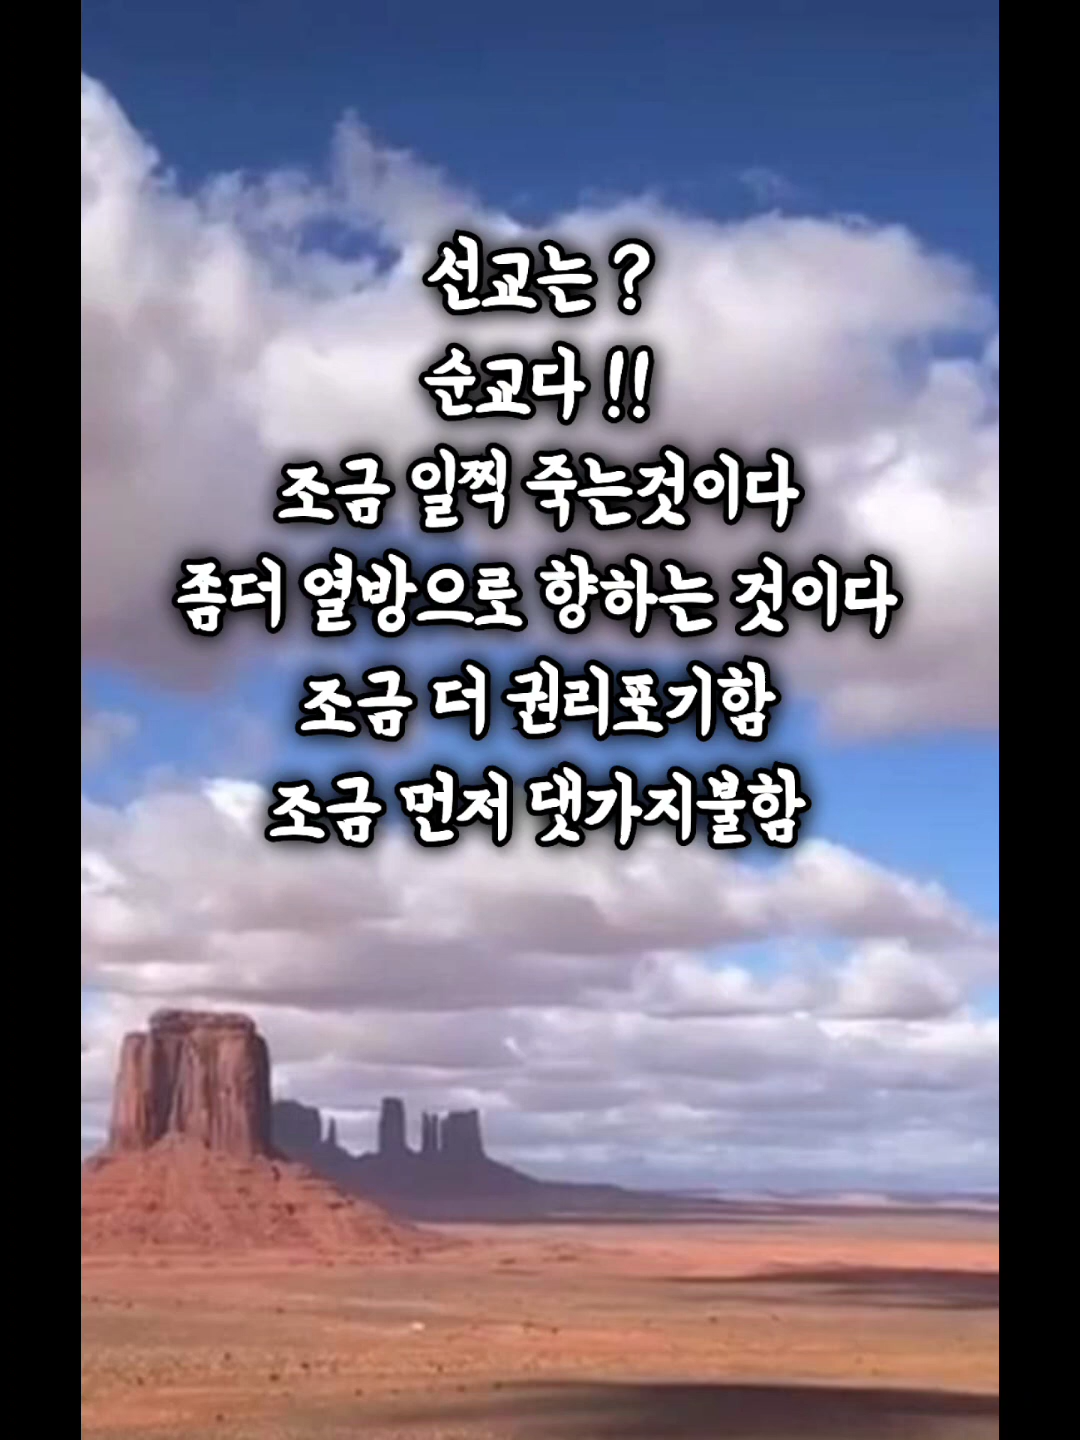 선교는 ?
순교다 !!
조금 일찍 죽는것이다
좀더 열방으로 향하는 것이다
조금 더 권리포기함
조금 먼저 댓가지불함